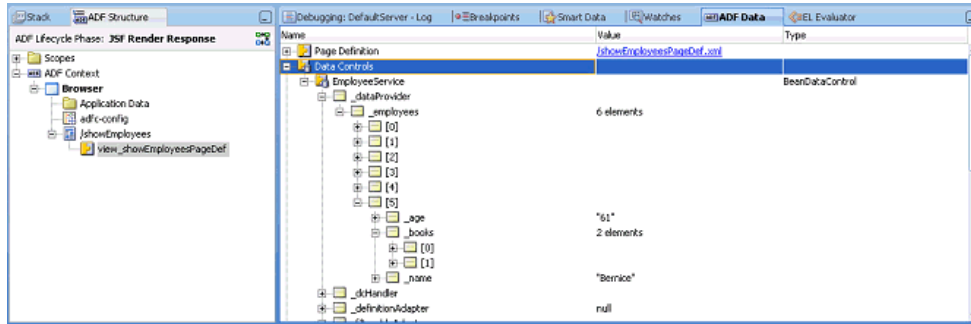 Stack ADF Structure
ADF Lifecycle Phase: JSF Render Response
Scopes
ADF Context
Browser
Application Data
adfc-config
/showEmployees
view_showEmployeesPageDef
Debugging: DefaultServer - Log Breakpoints Smart Data Watches ADF Data EL Evaluator
Name Value Type
Page Definition /showEmployeesPageDef.xml
Data Controls
EmployeeService BeanDataControl
_dataProvider
_employees 6 elements
[0]
[1]
[2]
[3]
[4]
[5]
_age "61"
_books 2 elements
[0]
[1]
_name "Bernice"
_dcHandler
_definitionAdapter null